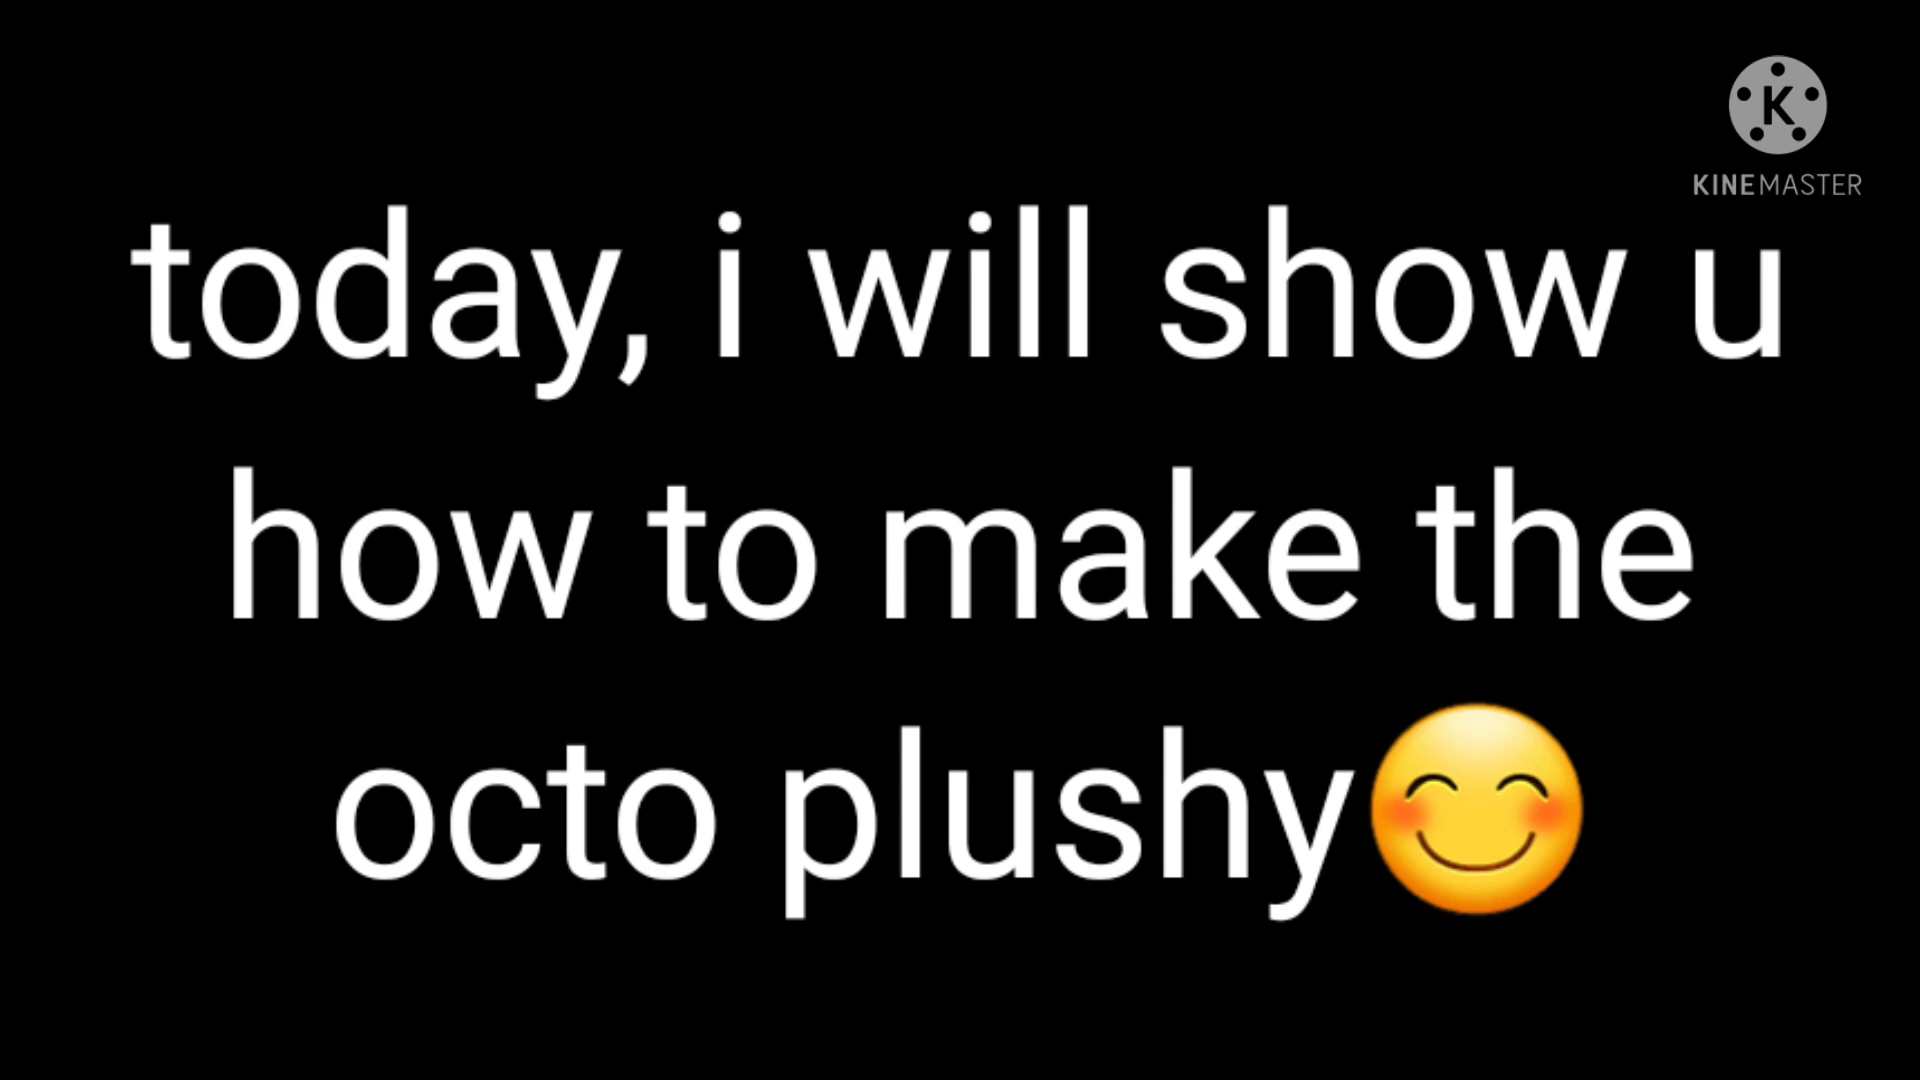 K
KINEMASTER
today, i will show u
how to make the
octo plushy😊